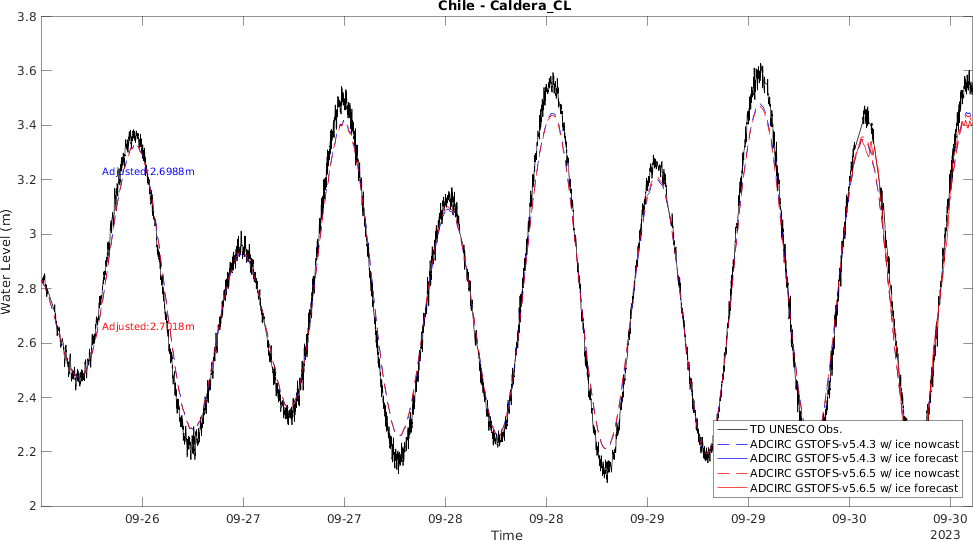 Chile - Caldera_CL
3.8
3.6
3.4
3.2
3
2.8
2.6
2.4
2.2
2
Water Level (m)
Adjusted:2.6988m
Adjusted:2.7018m
TD UNESCO Obs.
ADCIRC GSTOFS-v5.4.3 w/ ice nowcast
ADCIRC GSTOFS-v5.4.3 w/ ice forecast
ADCIRC GSTOFS-v5.6.5 w/ ice nowcast
ADCIRC GSTOFS-v5.6.5 w/ ice forecast
09-26 09-27 09-27 09-28 09-28 09-29 09-29 09-30 09-30
2023
Time